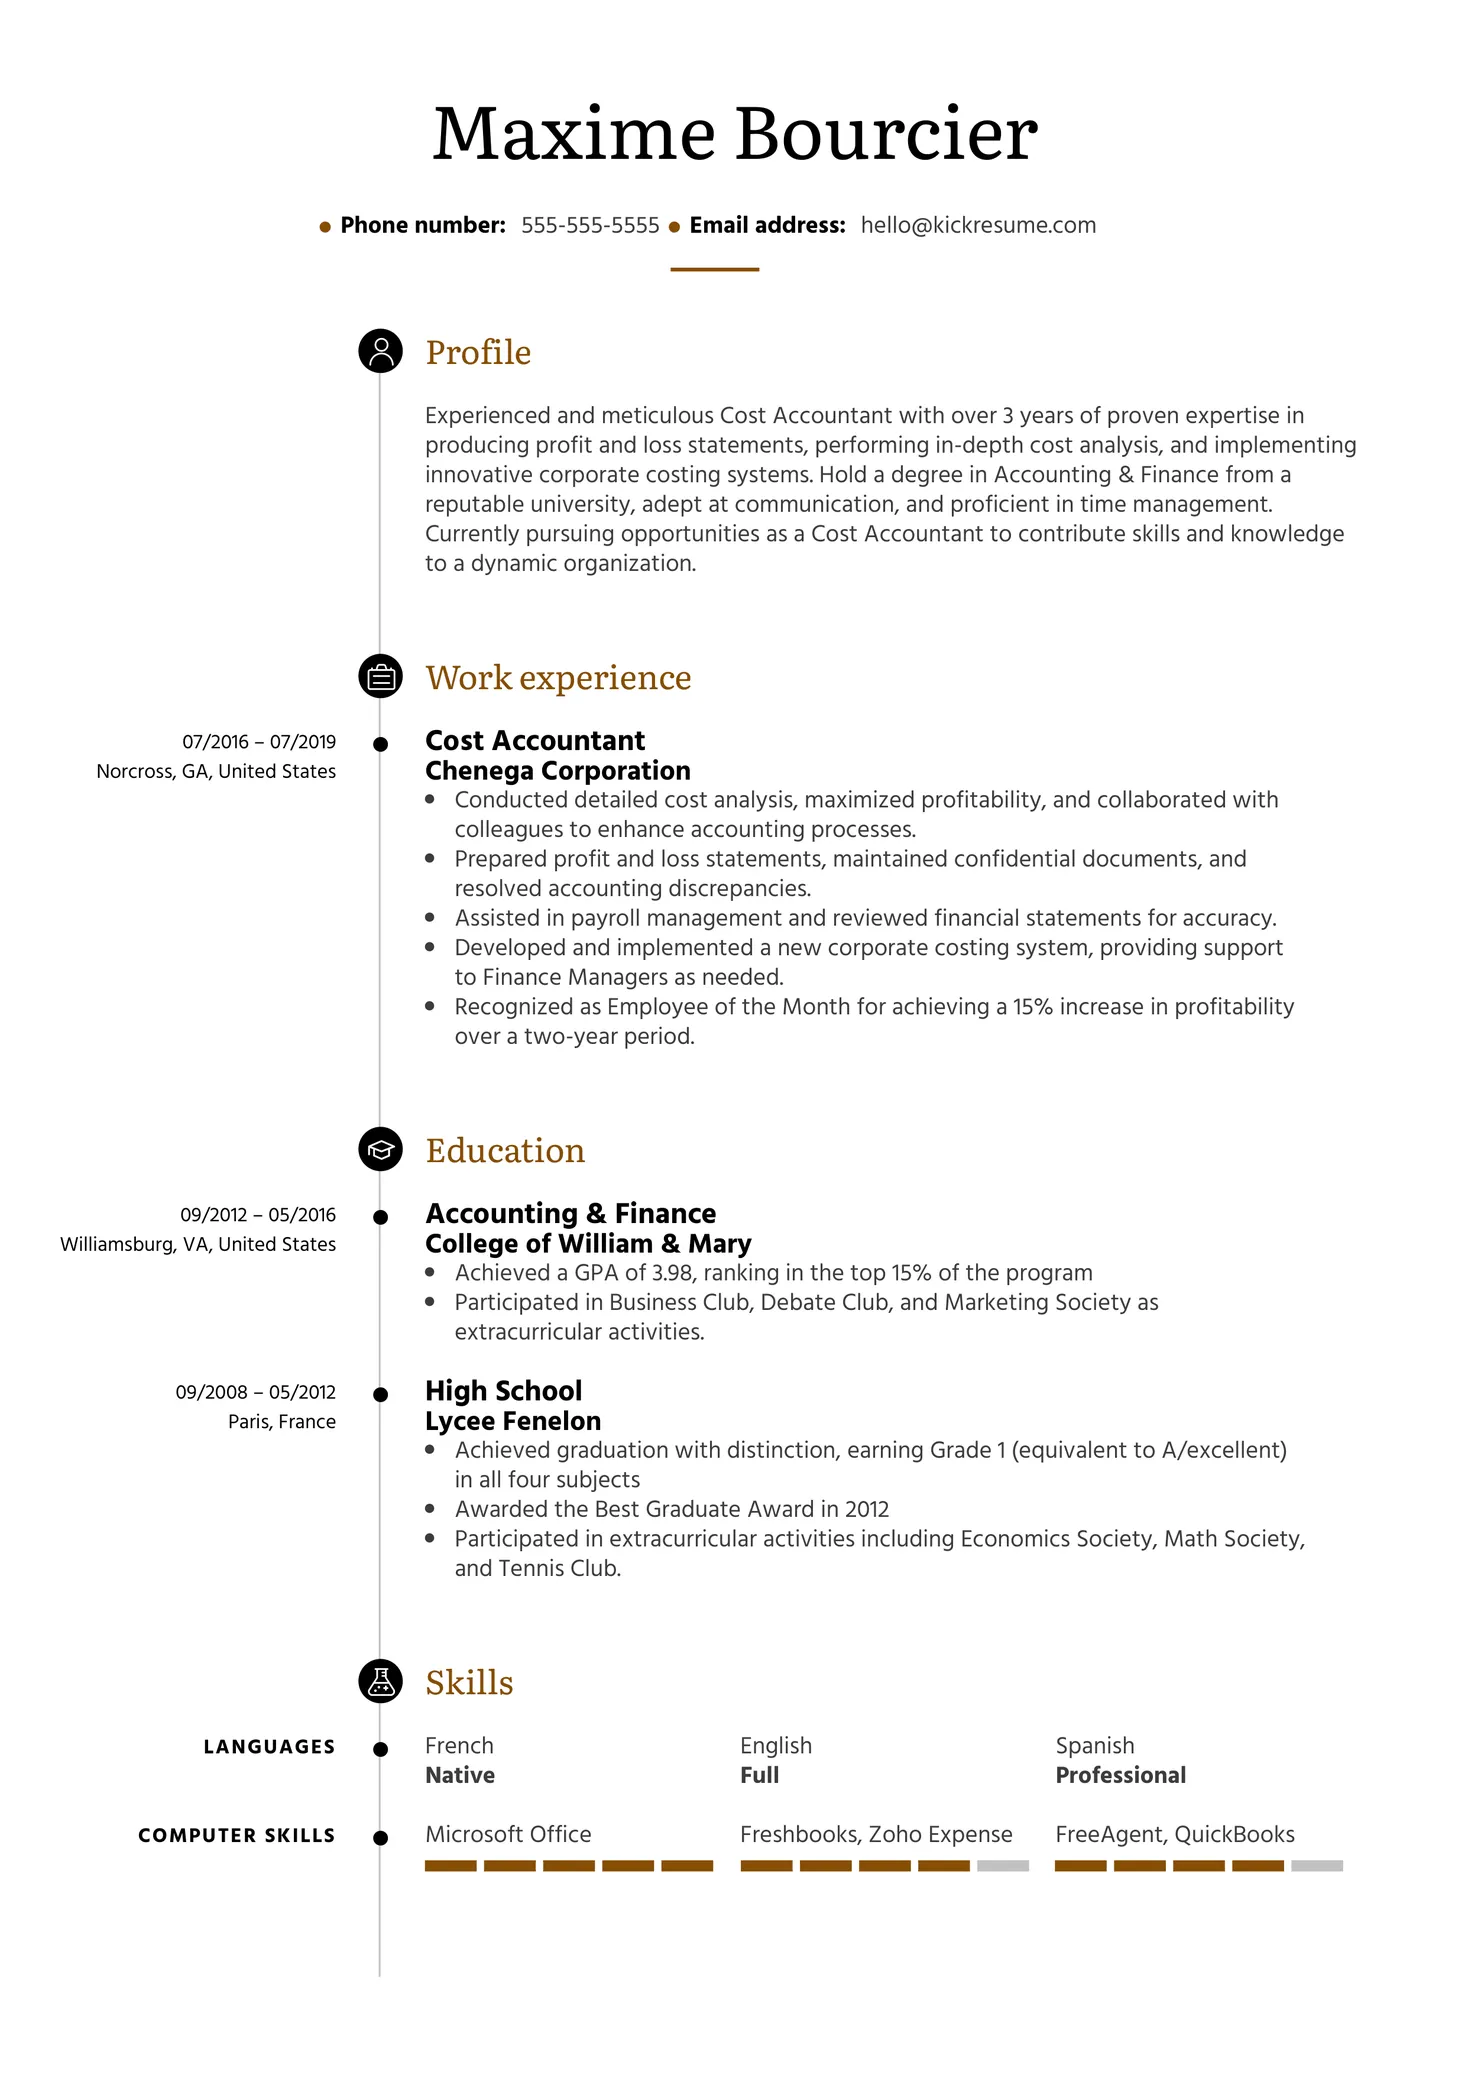 Maxime Bourcier
Phone number: 555-555-5555 Email address: hello@kickresume.com
Profile
Experienced and meticulous Cost Accountant with over 3 years of proven expertise in
producing profit and loss statements, performing in-depth cost analysis, and implementing
innovative corporate costing systems. Hold a degree in Accounting & Finance from a
reputable university, adept at communication, and proficient in time management.
Currently pursuing opportunities as a Cost Accountant to contribute skills and knowledge
to a dynamic organization.
Work experience
07/2016 – 07/2019
Norcross, GA, United States
Cost Accountant
Chenega Corporation
• Conducted detailed cost analysis, maximized profitability, and collaborated with
colleagues to enhance accounting processes.
• Prepared profit and loss statements, maintained confidential documents, and
resolved accounting discrepancies.
• Assisted in payroll management and reviewed financial statements for accuracy.
• Developed and implemented a new corporate costing system, providing support
to Finance Managers as needed.
• Recognized as Employee of the Month for achieving a 15% increase in profitability
over a two-year period.
Education
09/2012 – 05/2016
Williamsburg, VA, United States
Accounting & Finance
College of William & Mary
• Achieved a GPA of 3.98, ranking in the top 15% of the program
• Participated in Business Club, Debate Club, and Marketing Society as
extracurricular activities.
09/2008 – 05/2012
Paris, France
High School
Lycee Fenelon
• Achieved graduation with distinction, earning Grade 1 (equivalent to A/excellent)
in all four subjects
• Awarded the Best Graduate Award in 2012
• Participated in extracurricular activities including Economics Society, Math Society,
and Tennis Club.
Skills
LANGUAGES
French
Native
English
Full
Spanish
Professional
COMPUTER SKILLS
Microsoft Office
Freshbooks, Zoho Expense
FreeAgent, QuickBooks